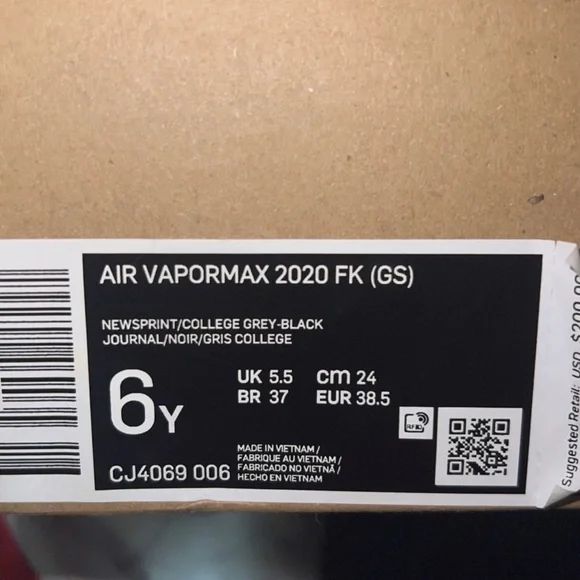 AIR VAPORMAX 2020 FK (GS)
NEWSPRINT/COLLEGE GREY-BLACK
JOURNAL/NOIR/GRIS COLLEGE
6Y
UK 5.5 cm 24
BR 37 EUR 38.5
RFID
CJ4069 006
MADE IN VIETNAM /
FABRIQUE AU VIETNAM /
FABRICADO NO VIETNÃ /
HECHO EN VIETNAM
Suggested Retail: USD $200.00